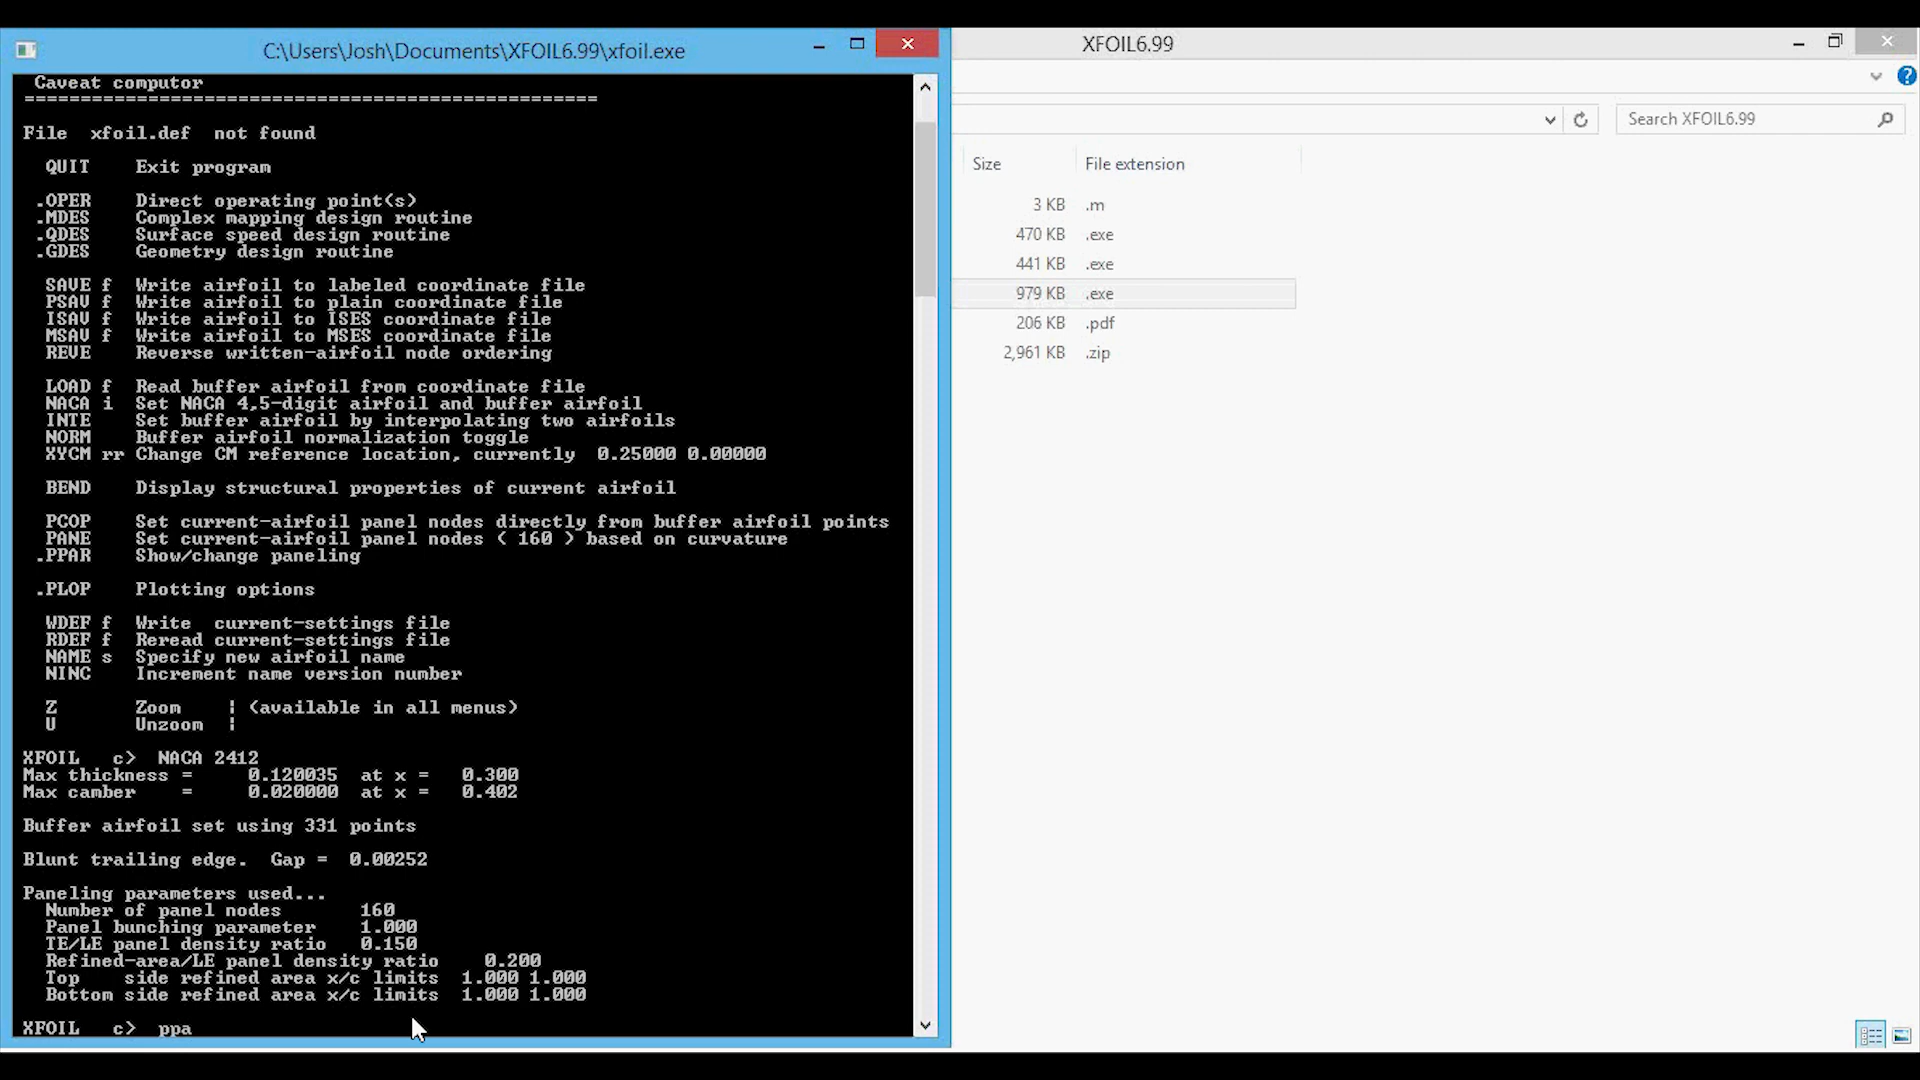 C:\Users\Josh\Documents\XFOIL6.99\xfoil.exe
Caveat computor
===================================================
File  xfoil.def  not found
QUIT    Exit program
.OPER    Direct operating point(s)
.MDES    Complex mapping design routine
.QDES    Surface speed design routine
.GDES    Geometry design routine
SAVE f  Write airfoil to labeled coordinate file
PSAV f  Write airfoil to plain coordinate file
ISAV f  Write airfoil to ISES coordinate file
MSAV f  Write airfoil to MSES coordinate file
REVE    Reverse written-airfoil node ordering
LOAD f  Read buffer airfoil from coordinate file
NACA i  Set NACA 4,5-digit airfoil and buffer airfoil
INTE    Set buffer airfoil by interpolating two airfoils
NORM    Buffer airfoil normalization toggle
XYCM rr Change CM reference location, currently  0.25000 0.00000
BEND    Display structural properties of current airfoil
PCOP    Set current-airfoil panel nodes directly from buffer airfoil points
PANE    Set current-airfoil panel nodes ( 160 ) based on curvature
.PPAR    Show/change paneling
.PLOP    Plotting options
WDEF f  Write  current-settings file
RDEF f  Reread current-settings file
NAME s  Specify new airfoil name
NINC    Increment name version number
Z       Zoom    | (available in all menus)
U       Unzoom  |
XFOIL   c>  NACA 2412
Max thickness =     0.120035  at x =   0.300
Max camber    =     0.020000  at x =   0.402
Buffer airfoil set using 331 points
Blunt trailing edge.  Gap =  0.00252
Paneling parameters used...
Number of panel nodes       160
Panel bunching parameter    1.000
TE/LE panel density ratio   0.150
Refined-area/LE panel density ratio    0.200
Top    side refined area x/c limits  1.000 1.000
Bottom side refined area x/c limits  1.000 1.000
XFOIL   c>  ppa
XFOIL6.99
Search XFOIL6.99
Size File extension
3 KB .m
470 KB .exe
441 KB .exe
979 KB .exe
206 KB .pdf
2,961 KB .zip